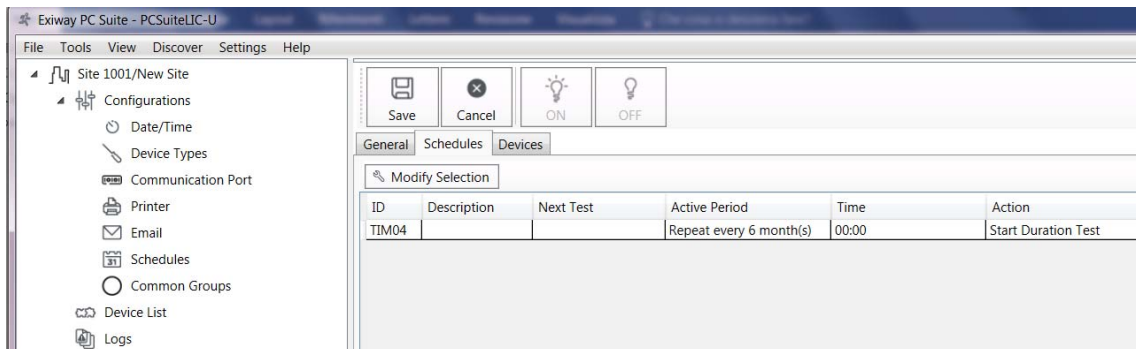 Exiway PC Suite - PCSuiteLIC-U
File Tools View Discover Settings Help
Site 1001/New Site
Configurations
Date/Time
Device Types
Communication Port
Printer
Email
31 Schedules
Common Groups
Device List
Logs
Save Cancel ON OFF
General Schedules Devices
Modify Selection
ID Description Next Test Active Period Time Action
TIM04 Repeat every 6 month(s) 00:00 Start Duration Test